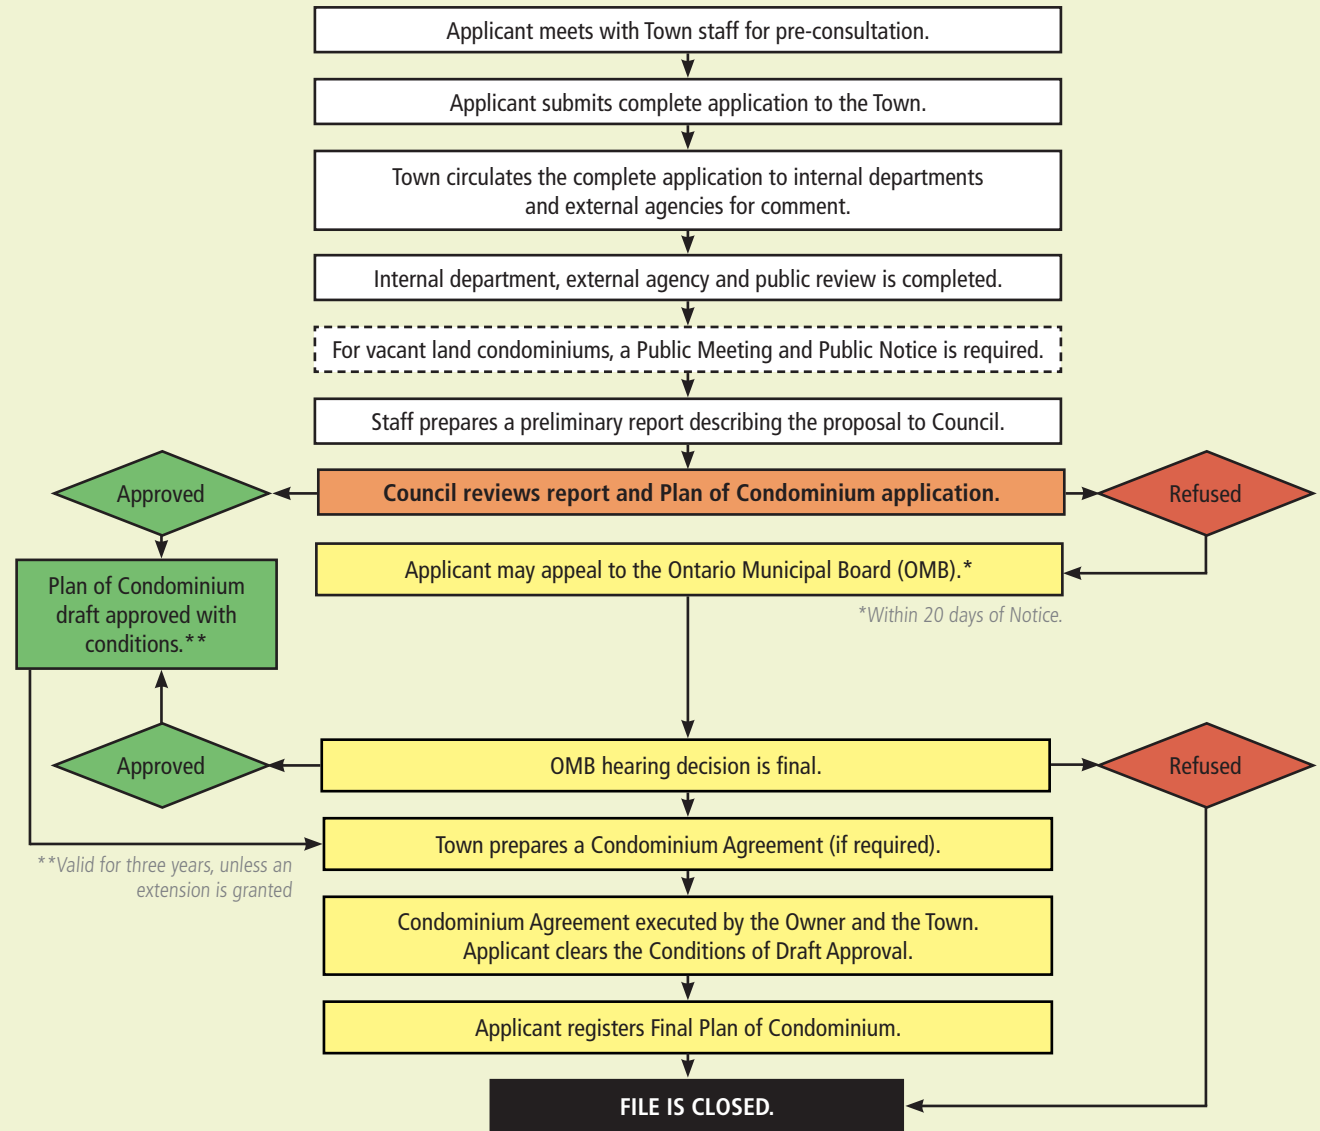 Applicant meets with Town staff for pre-consultation.
Applicant submits complete application to the Town.
Town circulates the complete application to internal departments
and external agencies for comment.
Internal department, external agency and public review is completed.
For vacant land condominiums, a Public Meeting and Public Notice is required.
Staff prepares a preliminary report describing the proposal to Council.
Approved
Council reviews report and Plan of Condominium application.
Refused
Plan of Condominium
draft approved with
conditions.**
Applicant may appeal to the Ontario Municipal Board (OMB).*
*Within 20 days of Notice.
Approved
OMB hearing decision is final.
Refused
Town prepares a Condominium Agreement (if required).
**Valid for three years, unless an
extension is granted
Condominium Agreement executed by the Owner and the Town.
Applicant clears the Conditions of Draft Approval.
Applicant registers Final Plan of Condominium.
FILE IS CLOSED.